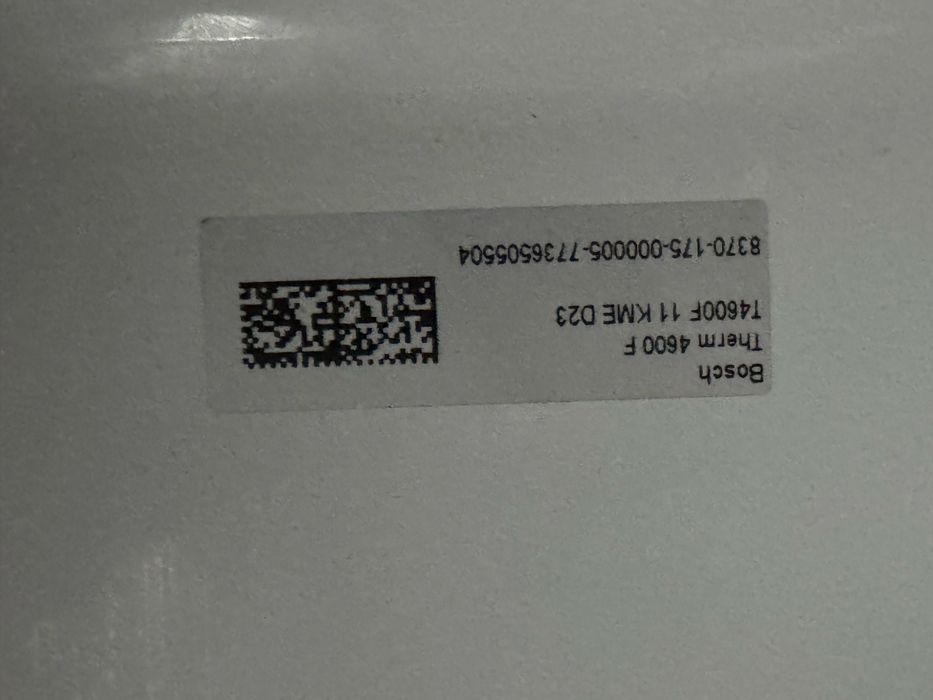 Bosch
Therm 4600 F
T4600F 11 KME D23
8370-175-000005-7736505504